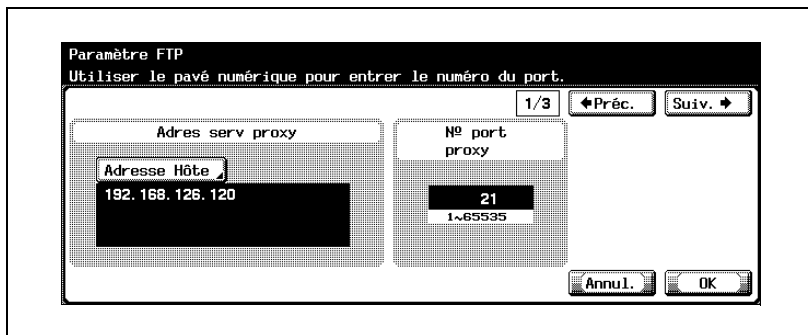 Paramètre FTP
Utiliser le pavé numérique pour entrer le numéro du port.
1/3
Préc.
Suiv.
Adres serv proxy
Nº port
proxy
Adresse Hôte
192.168.126.120
21
1~65535
Annul.
OK